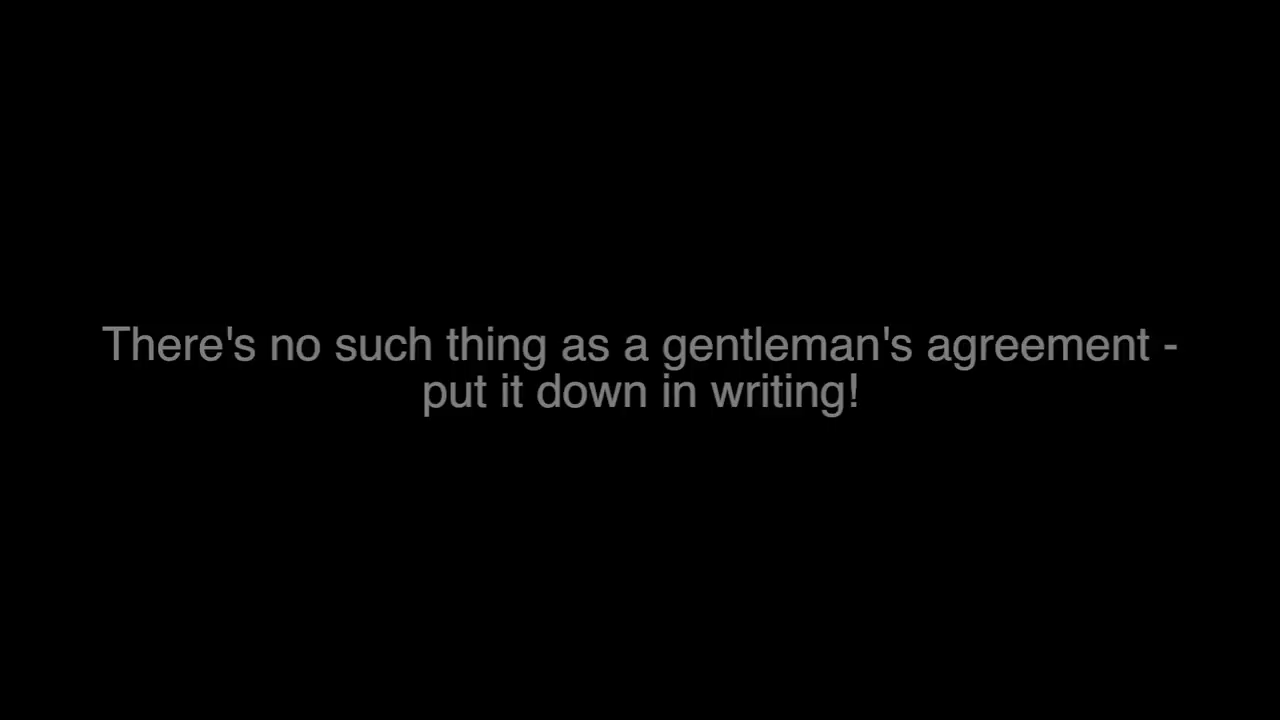 There's no such thing as a gentleman's agreement -
put it down in writing!